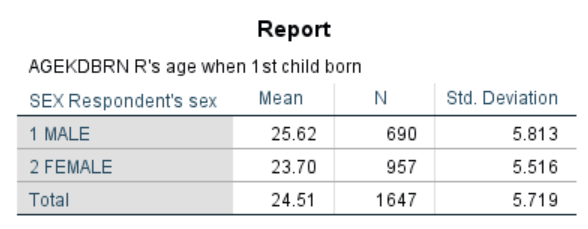 Report
AGEKDBRN R's age when 1st child born
SEX Respondent's sex Mean N Std. Deviation
1 MALE 25.62 690 5.813
2 FEMALE 23.70 957 5.516
Total 24.51 1647 5.719